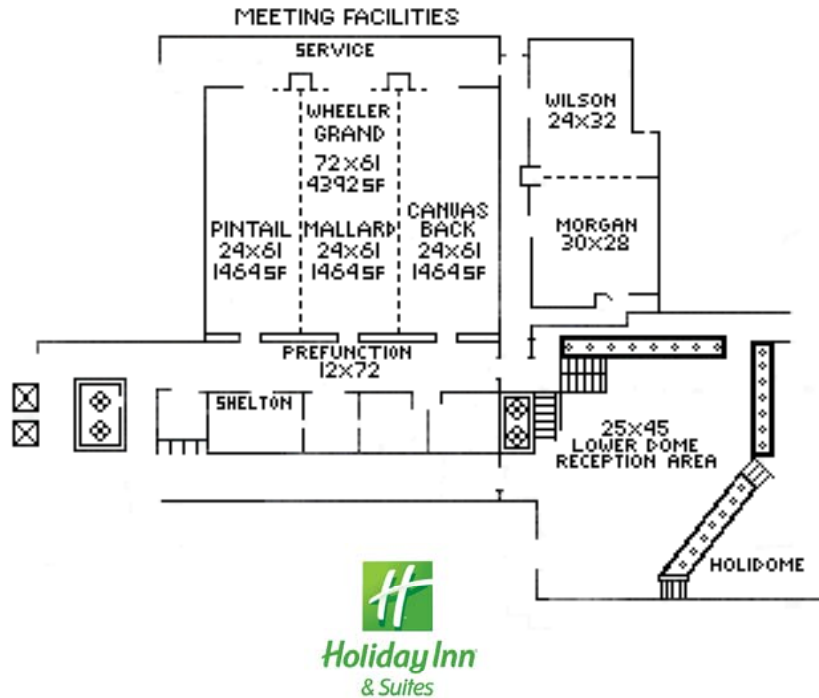 MEETING FACILITIES
SERVICE
WHEELER
GRAND
72X61
4392 SF
PINTAIL
24X61
1464 SF
MALLARD
24X61
1464 SF
CANVAS
BACK
24X61
1464 SF
WILSON
24X32
MORGAN
30X28
PREFUNCTION
12X72
SHELTON
25X45
LOWER DOME
RECEPTION AREA
HOLIDOME
H
Holiday Inn
& Suites